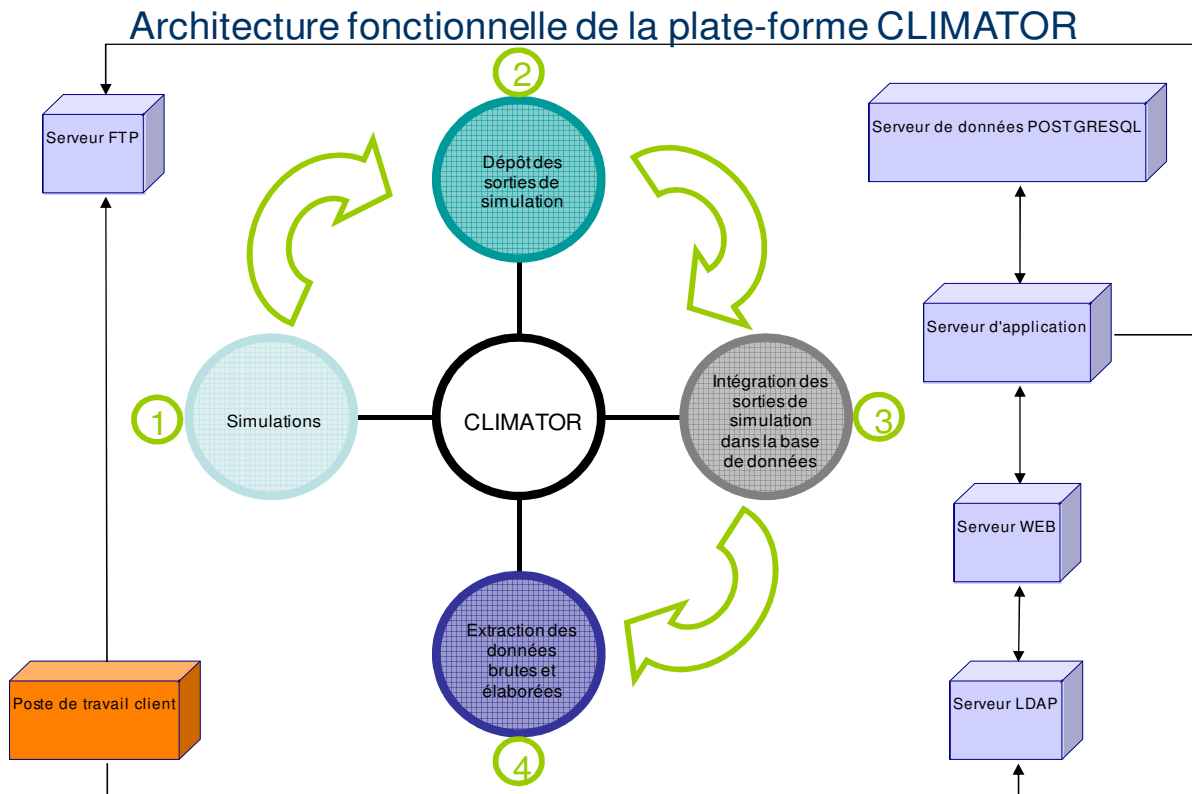 Architecture fonctionnelle de la plate-forme CLIMATOR
2
Serveur FTP
Serveur de données POSTGRESQL
Dépôt des
sorties de
simulation
Serveur d'application
1
Simulations
CLIMATOR
Intégration des
sorties de
simulation
dans la base
de données
3
Serveur WEB
Extraction des
données
brutes et
élaborées
Poste de travail client
Serveur LDAP
4